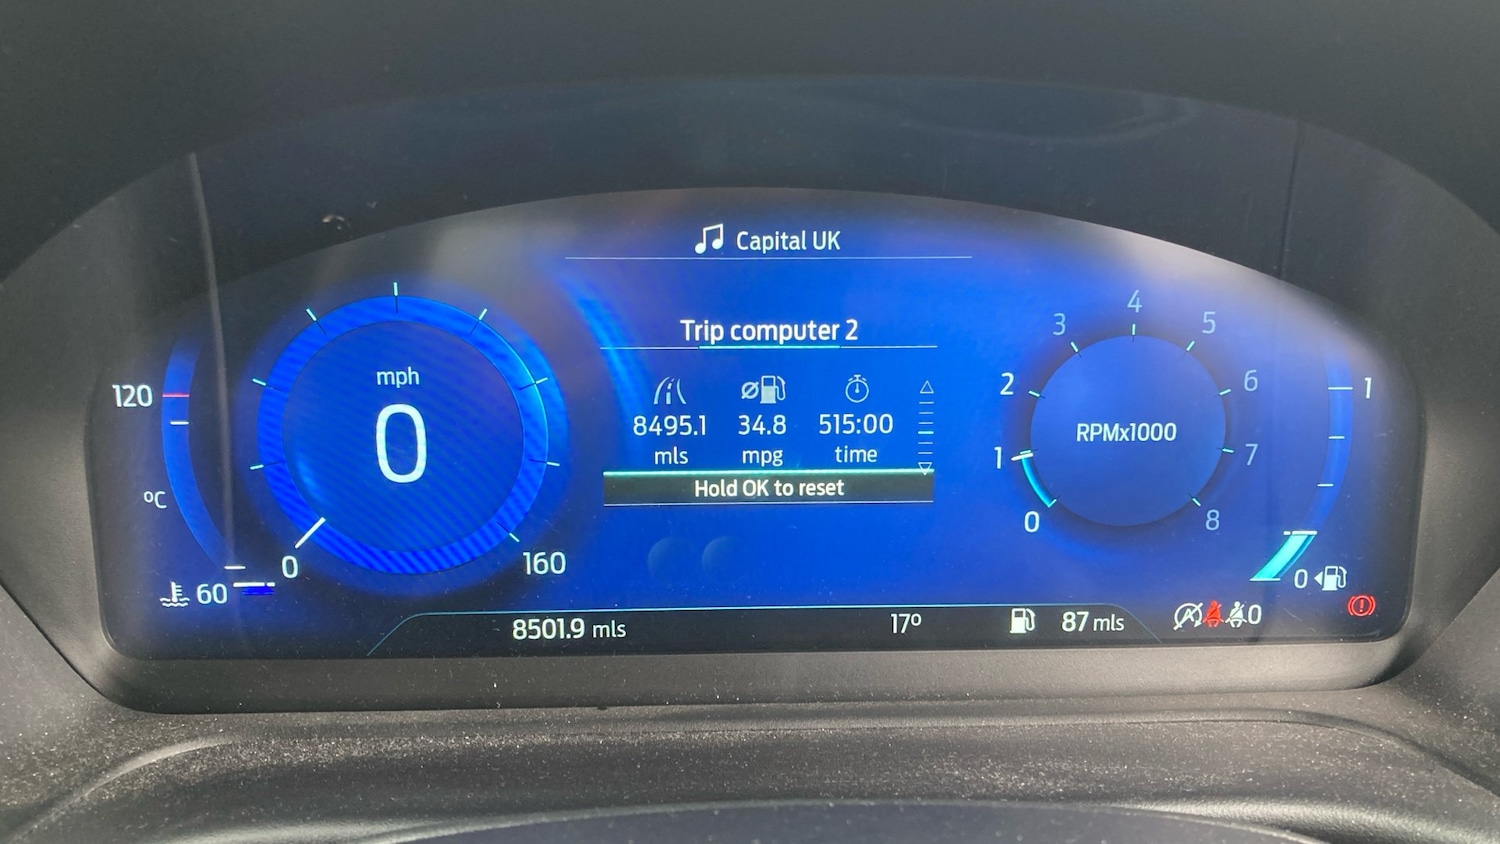 Capital UK
Trip computer 2
8495.1 34.8 515:00
mls mpg time
Hold OK to reset
120
°C
60
mph
0
0 160
0 1 2 3 4 5 6 7 8
RPMx1000
1
0
8501.9 mls 17° 87 mls
0